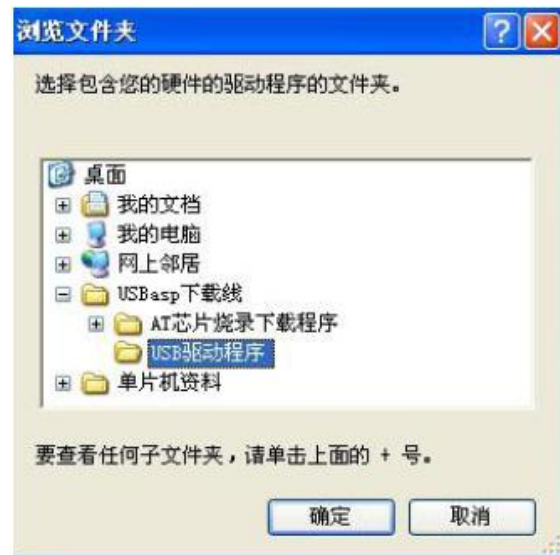 浏览文件夹
选择包含您的硬件的驱动程序的文件夹。
桌面
我的文档
我的电脑
网上邻居
USBasp下载线
AT芯片烧录下载程序
USB驱动程序
单片机资料
要查看任何子文件夹，请单击上面的 + 号。
确定 取消